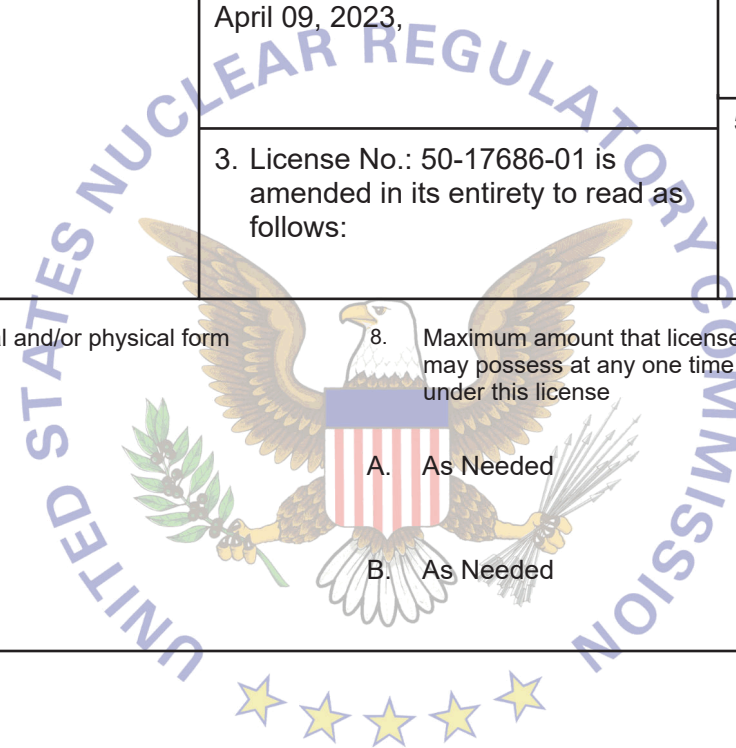 April 09, 2023,
3. License No.: 50-17686-01 is
amended in its entirety to read as
follows:
and/or physical form
8. Maximum amount that license
may possess at any one time
under this license
A. As Needed
B. As Needed
UNITED STATES NUCLEAR REGULATORY COMMISSION